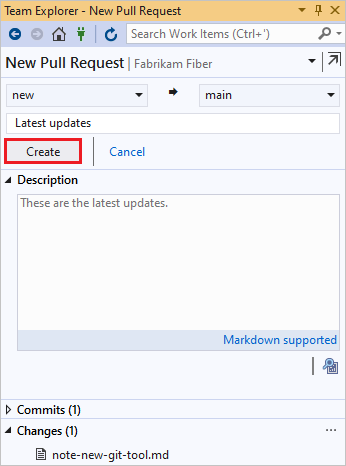 Team Explorer - New Pull Request
Search Work Items (Ctrl+')
New Pull Request | Fabrikam Fiber
new main
Latest updates
Create Cancel
Description
These are the latest updates.
Markdown supported
Commits (1)
Changes (1) ...
note-new-git-tool.md